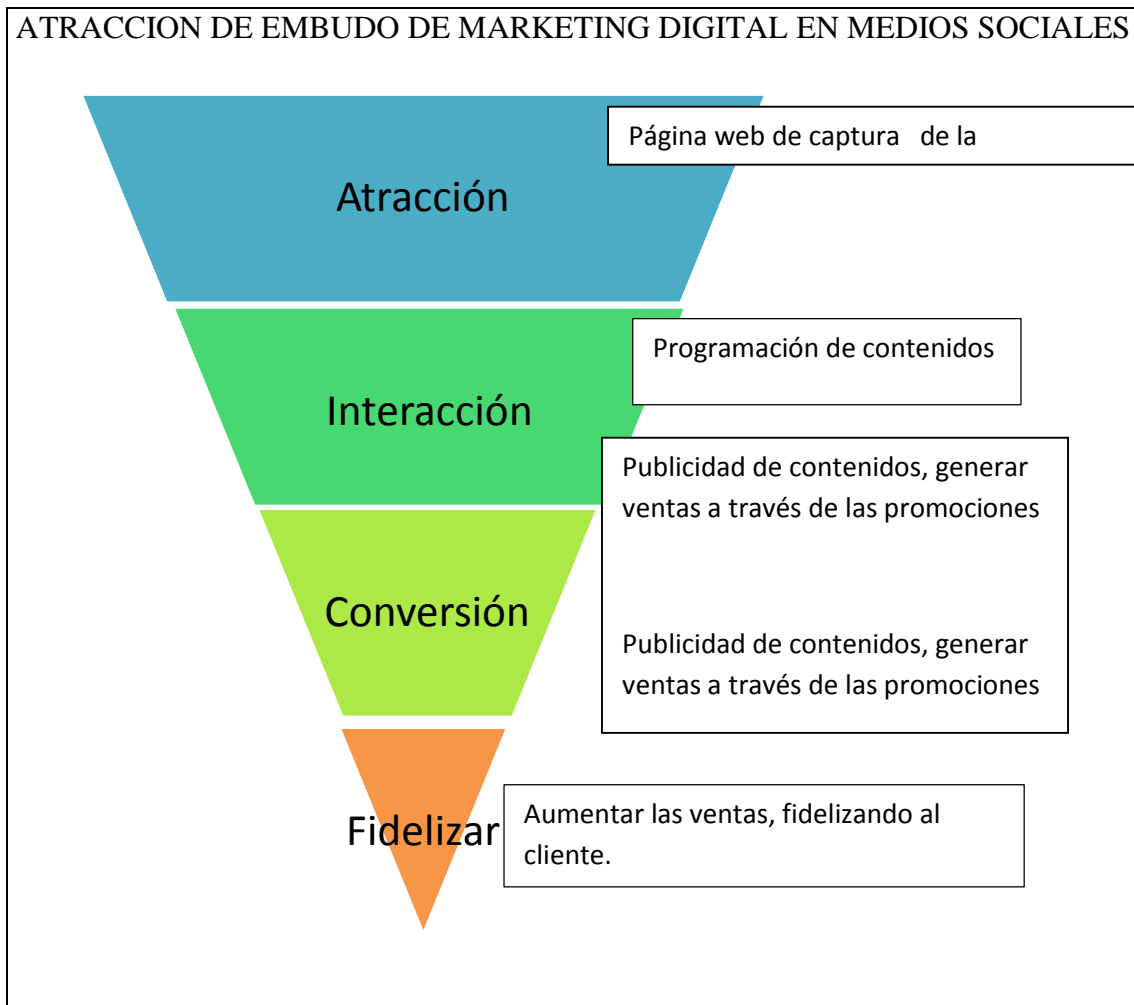 ATRACCION DE EMBUDO DE MARKETING DIGITAL EN MEDIOS SOCIALES
Atracción
Página web de captura de la
Interacción
Programación de contenidos
Conversión
Publicidad de contenidos, generar
ventas a través de las promociones
Publicidad de contenidos, generar
ventas a través de las promociones
Fidelizar
Aumentar las ventas, fidelizando al
cliente.